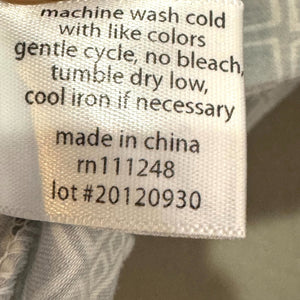 machine wash cold
with like colors
gentle cycle, no bleach,
tumble dry low,
cool iron if necessary
made in china
rn111248
lot #20120930